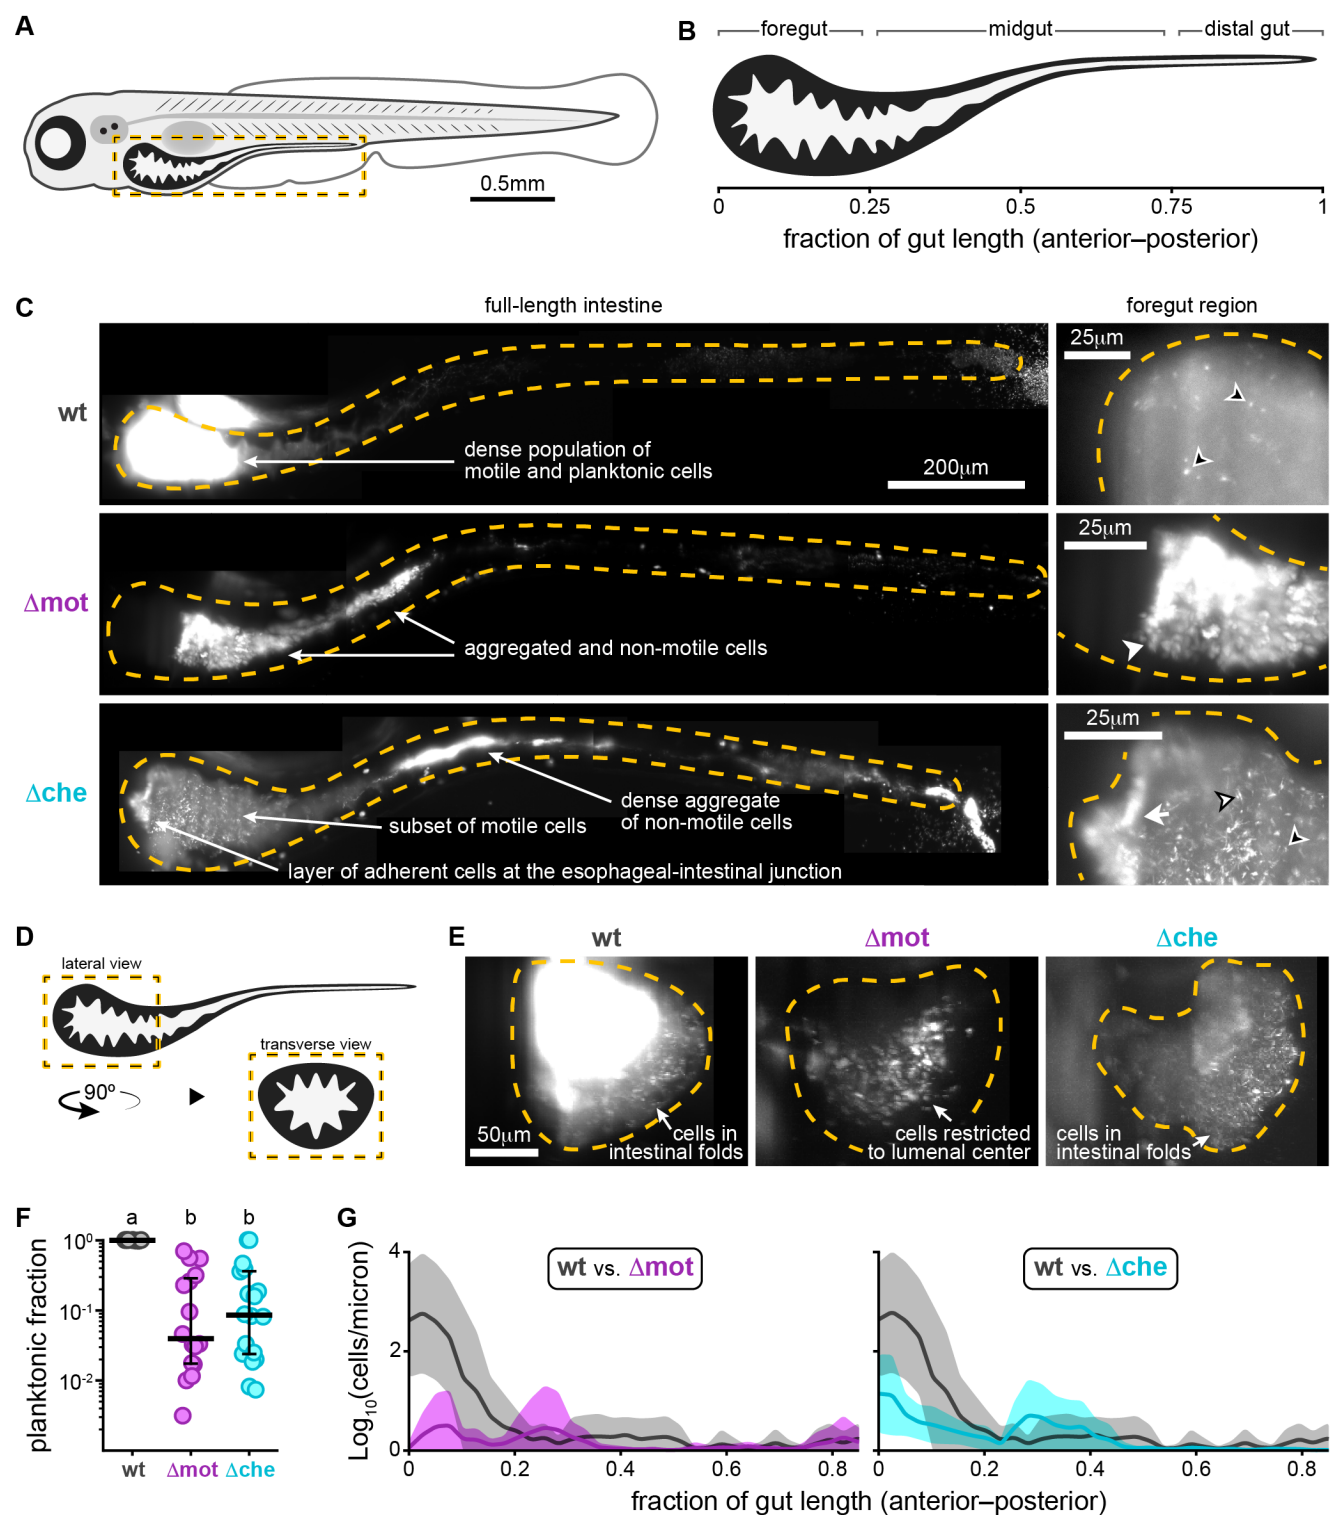 A
0.5mm
B
foregut
midgut
distal gut
0
0.25
0.5
0.75
1
fraction of gut length (anterior–posterior)
C
full-length intestine
foregut region
wt
dense population of
motile and planktonic cells
200μm
25μm
Δmot
aggregated and non-motile cells
25μm
Δche
dense aggregate
of non-motile cells
subset of motile cells
layer of adherent cells at the esophageal-intestinal junction
25μm
D
lateral view
transverse view
90º
E
wt
Δmot
Δche
50μm
cells in
intestinal folds
cells restricted
to lumenal center
cells in
intestinal folds
F
a
b
b
planktonic fraction
10⁰
10⁻¹
10⁻²
wt
Δmot
Δche
G
Log₁₀(cells/micron)
4
2
0
wt vs. Δmot
0
0.2
0.4
0.6
0.8
wt vs. Δche
0
0.2
0.4
0.6
0.8
fraction of gut length (anterior–posterior)